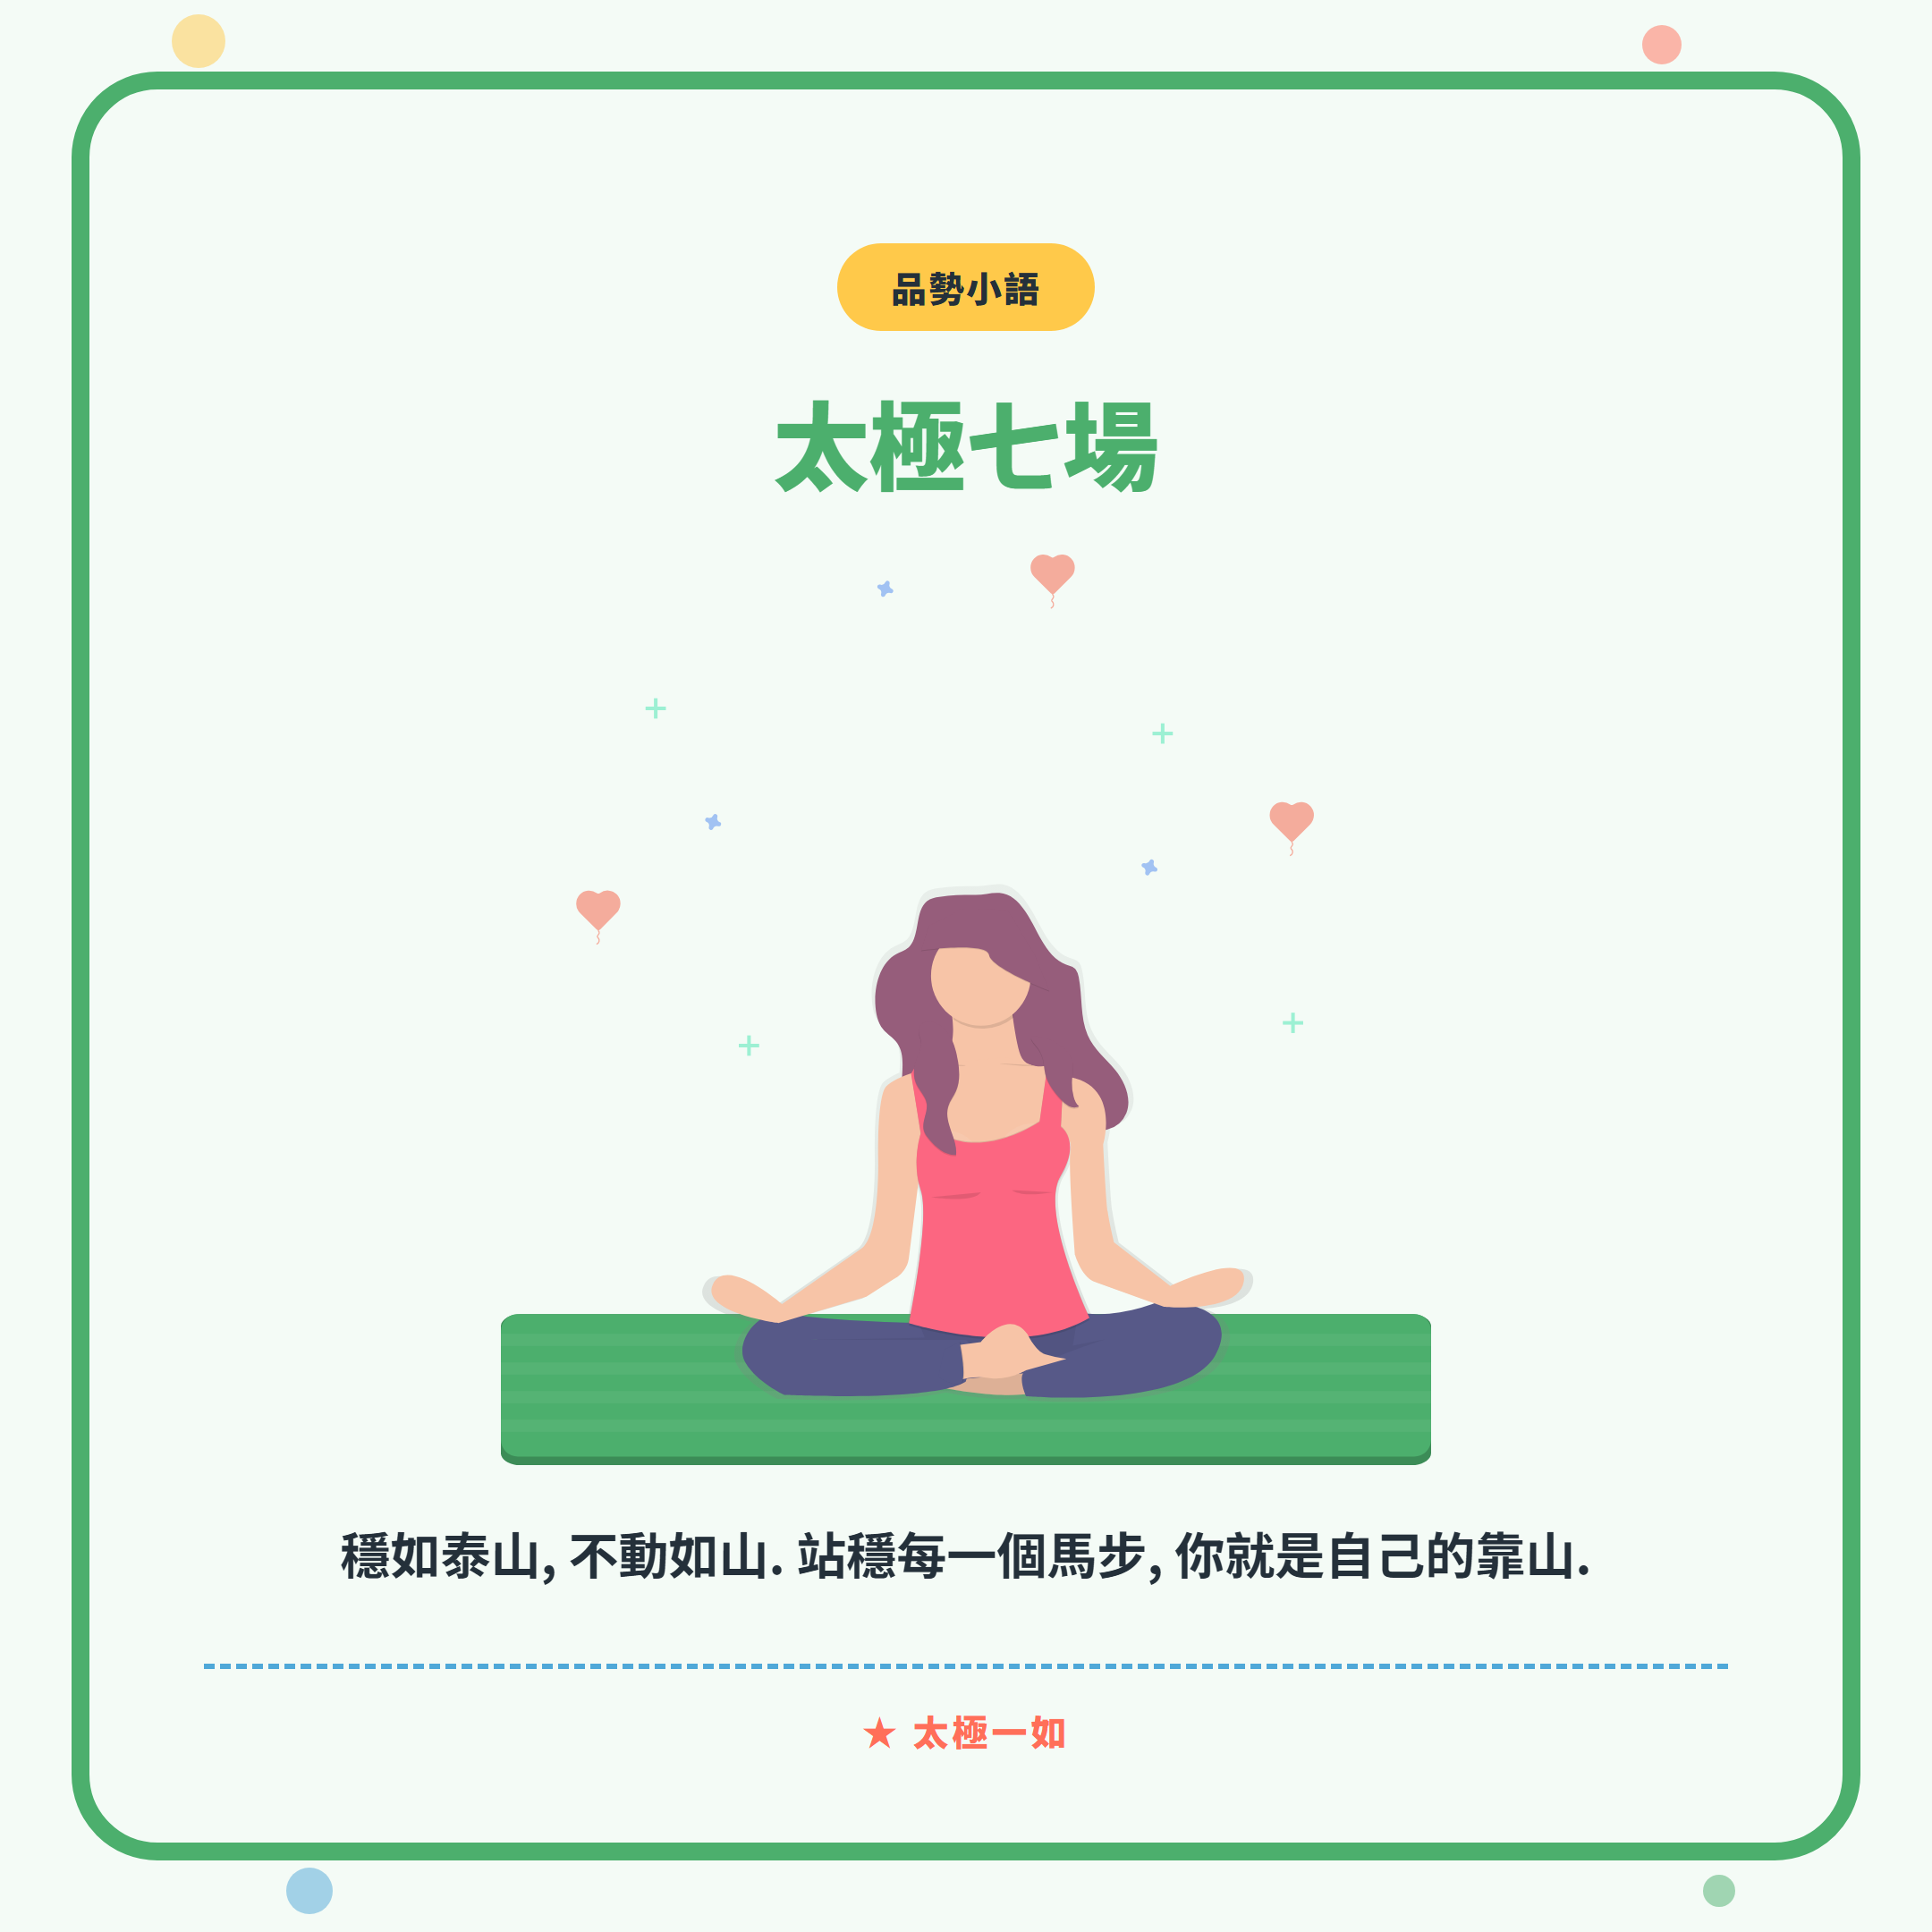 品勢小語
太極七場
穩如泰山, 不動如山. 站穩每一個馬步, 你就是自己的靠山.
★ 太極一如